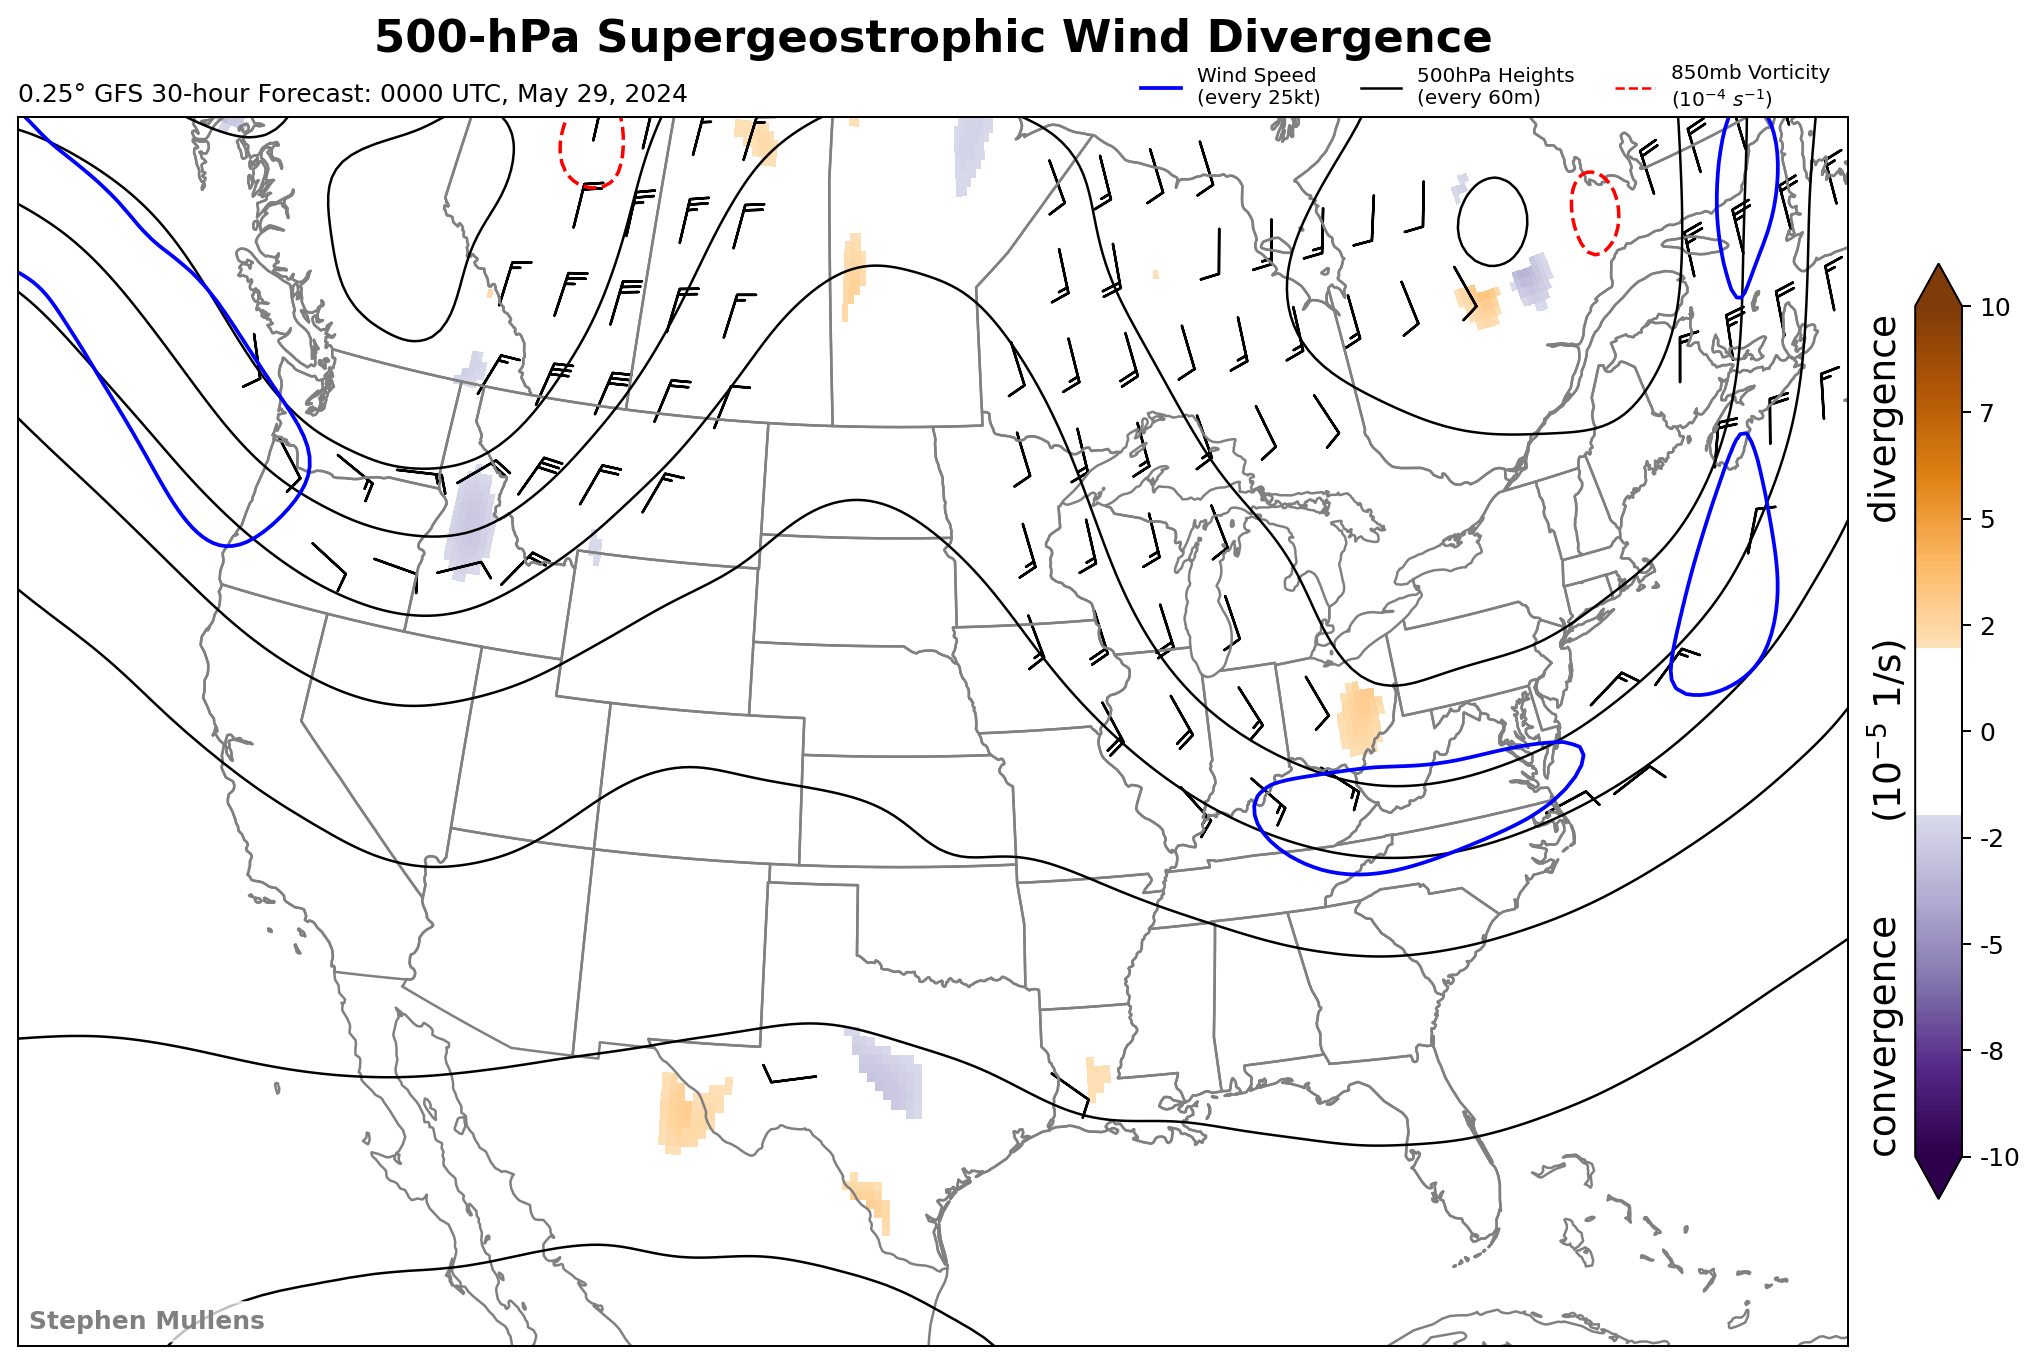 500-hPa Supergeostrophic Wind Divergence
0.25° GFS 30-hour Forecast: 0000 UTC, May 29, 2024
Wind Speed
(every 25kt)
500hPa Heights
(every 60m)
850mb Vorticity
(10⁻⁴ s⁻¹)
10
7
5
2
0
-2
-5
-8
-10
convergence (10⁻⁵ 1/s) divergence
Stephen Mullens